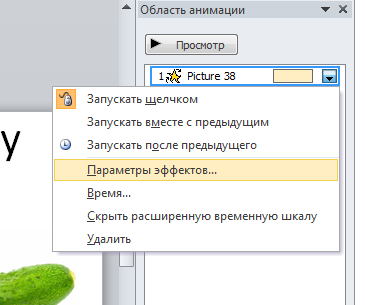 Область анимации
Просмотр
1 Picture 38
Запускать щелчком
Запускать вместе с предыдущим
Запускать после предыдущего
Параметры эффектов...
Время...
Скрыть расширенную временную шкалу
Удалить
у